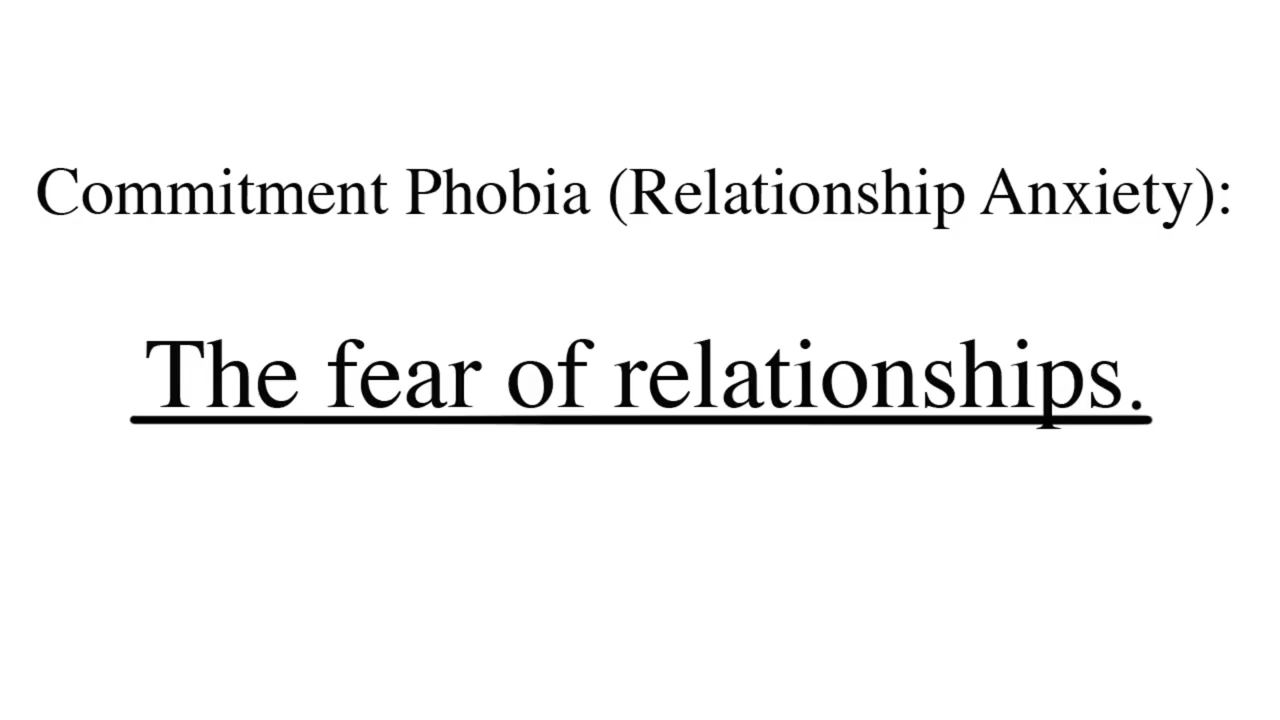 Commitment Phobia (Relationship Anxiety):
The fear of relationships.